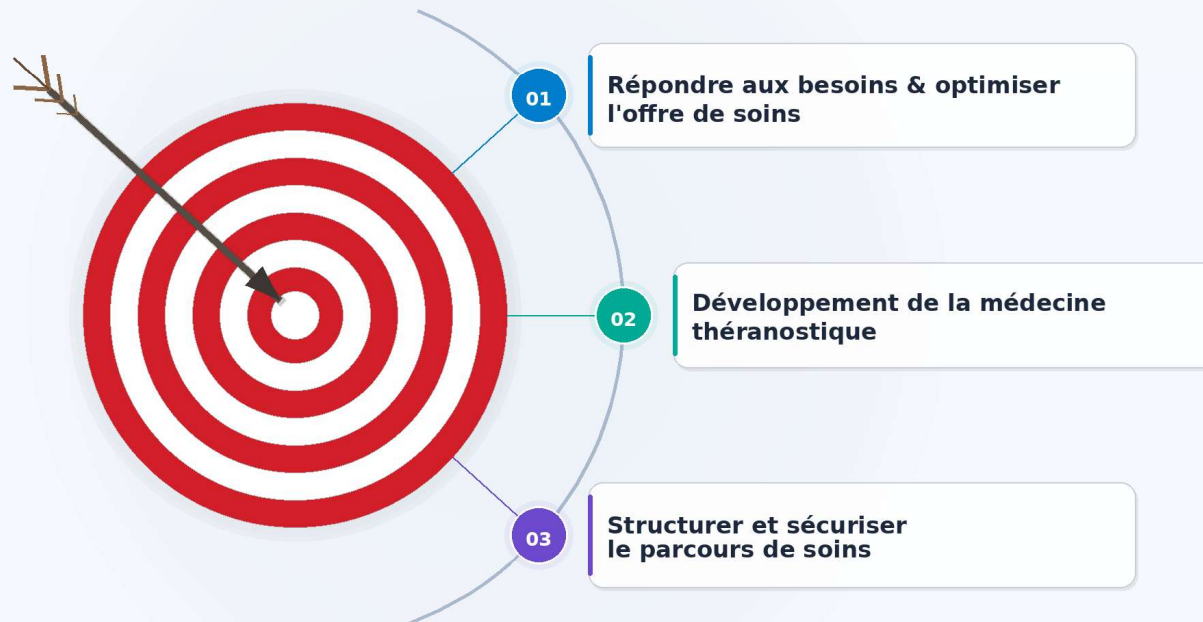 01
Répondre aux besoins & optimiser
l'offre de soins
02
Développement de la médecine
théranostique
03
Structurer et sécuriser
le parcours de soins